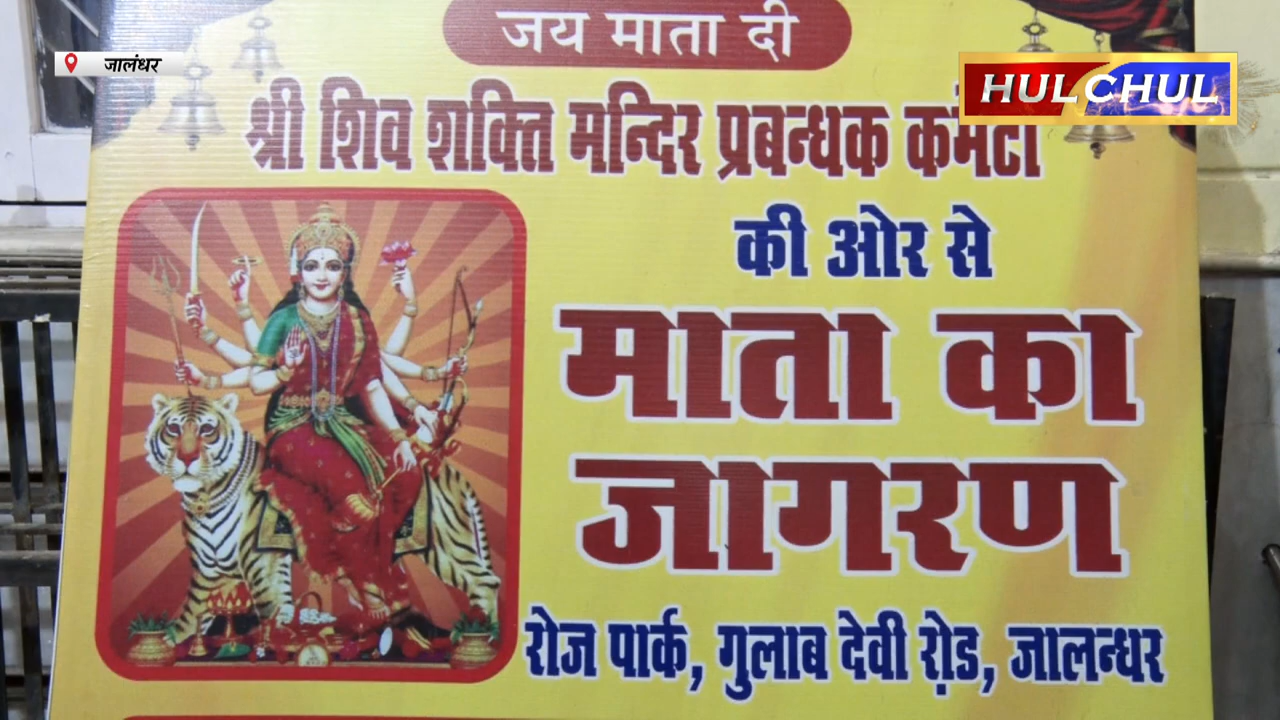 जय माता दी
जालंधर
HULCHUL
श्री शिव शक्ति मन्दिर प्रबन्धक कमेटी
की ओर से
माता का
जागरण
रोज पार्क, गुलाब देवी रो़ड, जालन्धर